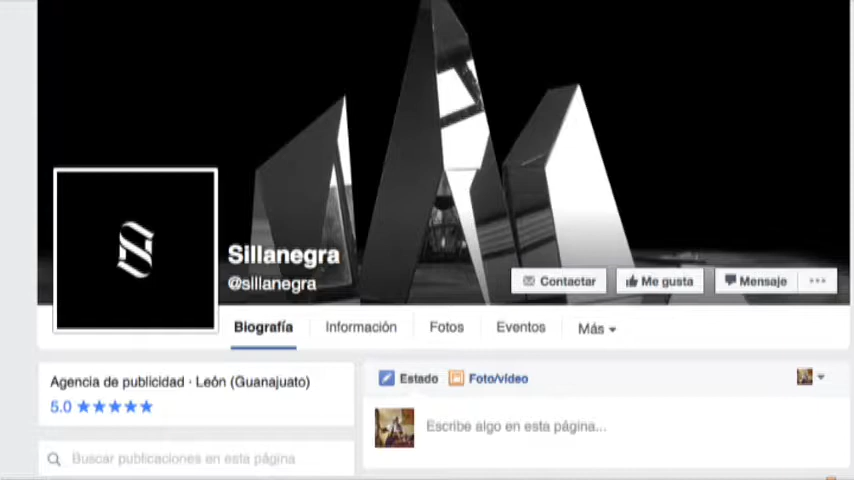 S
Sillanegra
@sillanegra
Contactar
Me gusta
Mensaje
Biografía
Información
Fotos
Eventos
Más
Agencia de publicidad · León (Guanajuato)
5.0 ★★★★★
Estado
Foto/vídeo
Escribe algo en esta página...
Buscar publicaciones en esta página